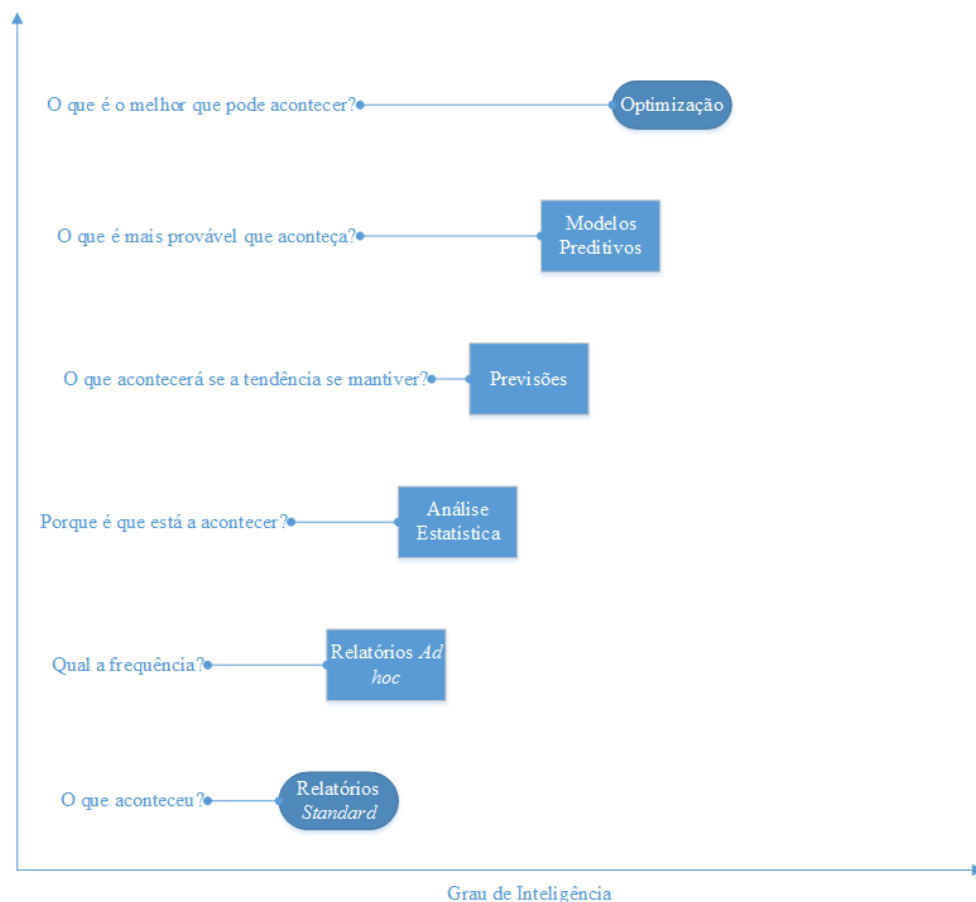 O que é o melhor que pode acontecer?
Optimização
O que é mais provável que aconteça?
Modelos
Preditivos
O que acontecerá se a tendência se mantiver?
Previsões
Porque é que está a acontecer?
Análise
Estatística
Qual a frequência?
Relatórios Ad
hoc
O que aconteceu?
Relatórios
Standard
Grau de Inteligência